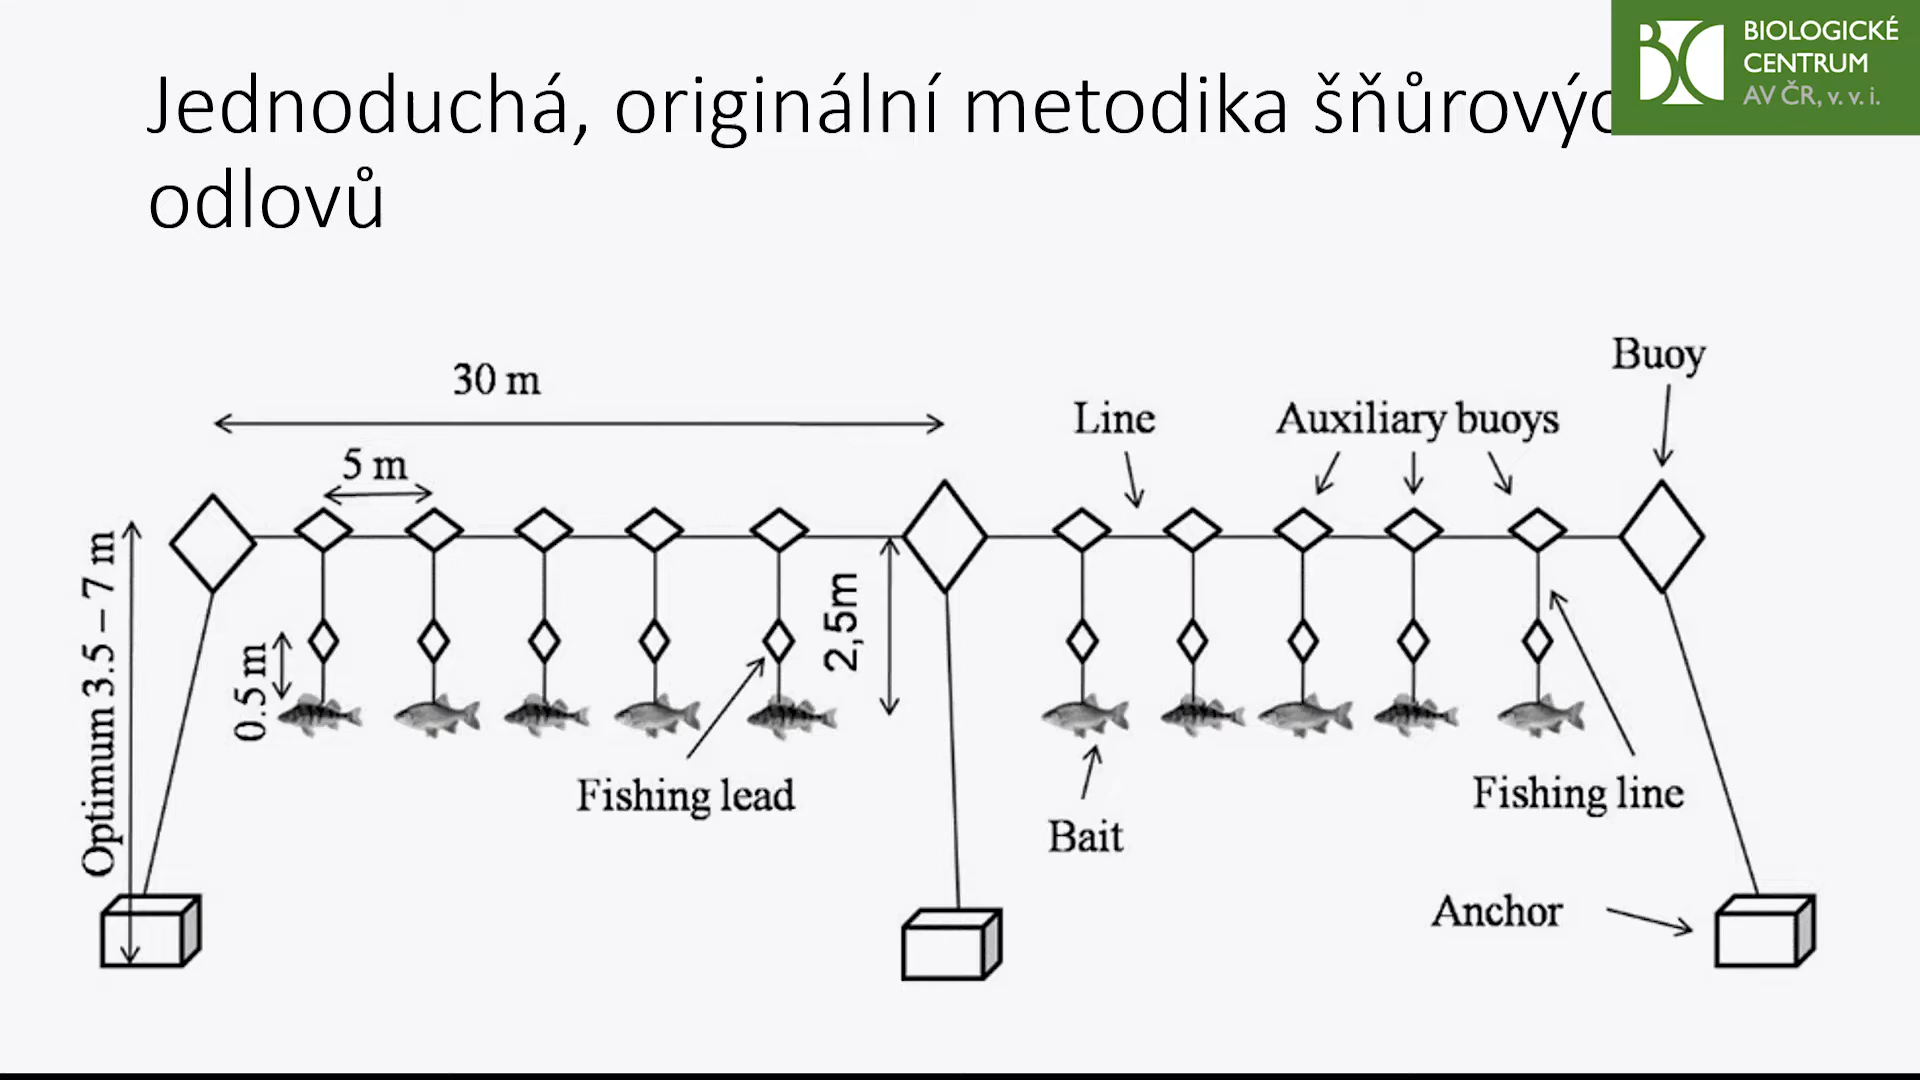 BIOLOGICKÉ
CENTRUM
AV ČR, v. v. i.
Jednoduchá, originální metodika
odlovů
Buoy
30 m
Line
Auxiliary buoys
5 m
Optimum 3.5 – 7 m
2,5m
0.5 m
Fishing lead
Fishing line
Bait
Anchor